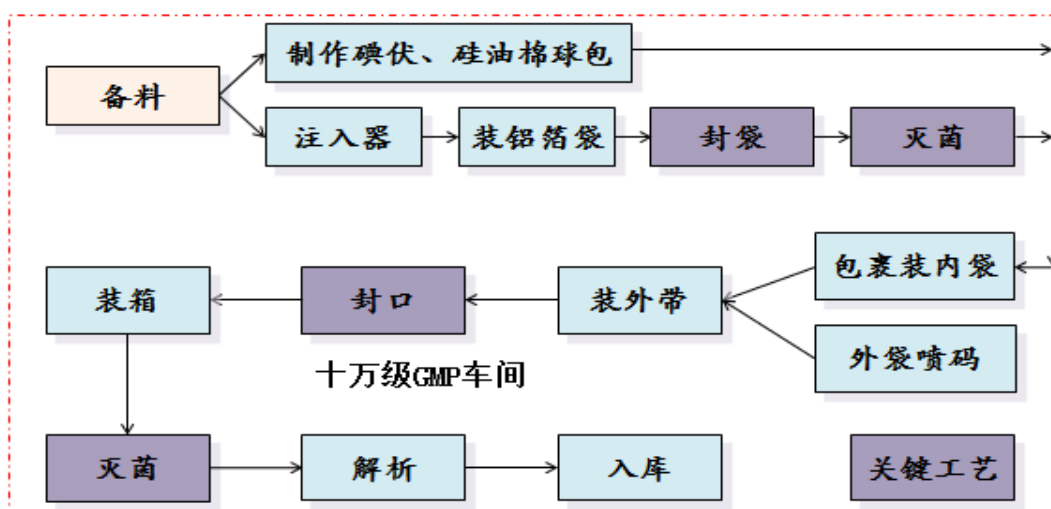 制作碘伏、硅油棉球包
备料
注入器
装铝箔袋
封袋
灭菌
包裹装内袋
装箱
封口
装外带
外袋喷码
十万级GMP车间
灭菌
解析
入库
关键工艺